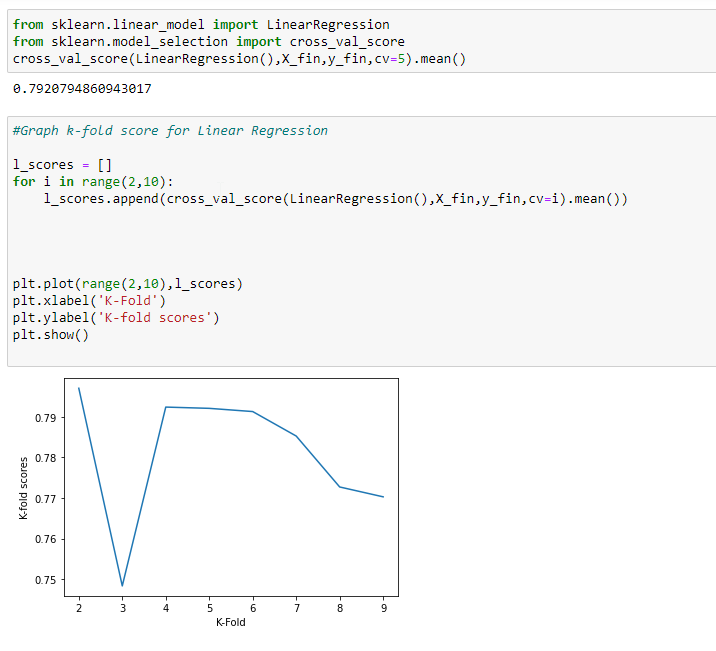 from sklearn.linear_model import LinearRegression
from sklearn.model_selection import cross_val_score
cross_val_score(LinearRegression(),X_fin,y_fin,cv=5).mean()
0.7920794860943017
#Graph k-fold score for Linear Regression
l_scores = []
for i in range(2,10):
    l_scores.append(cross_val_score(LinearRegression(),X_fin,y_fin,cv=i).mean())
plt.plot(range(2,10),l_scores)
plt.xlabel('K-Fold')
plt.ylabel('K-fold scores')
plt.show()
K-fold scores
0.79
0.78
0.77
0.76
0.75
2 3 4 5 6 7 8 9
K-Fold